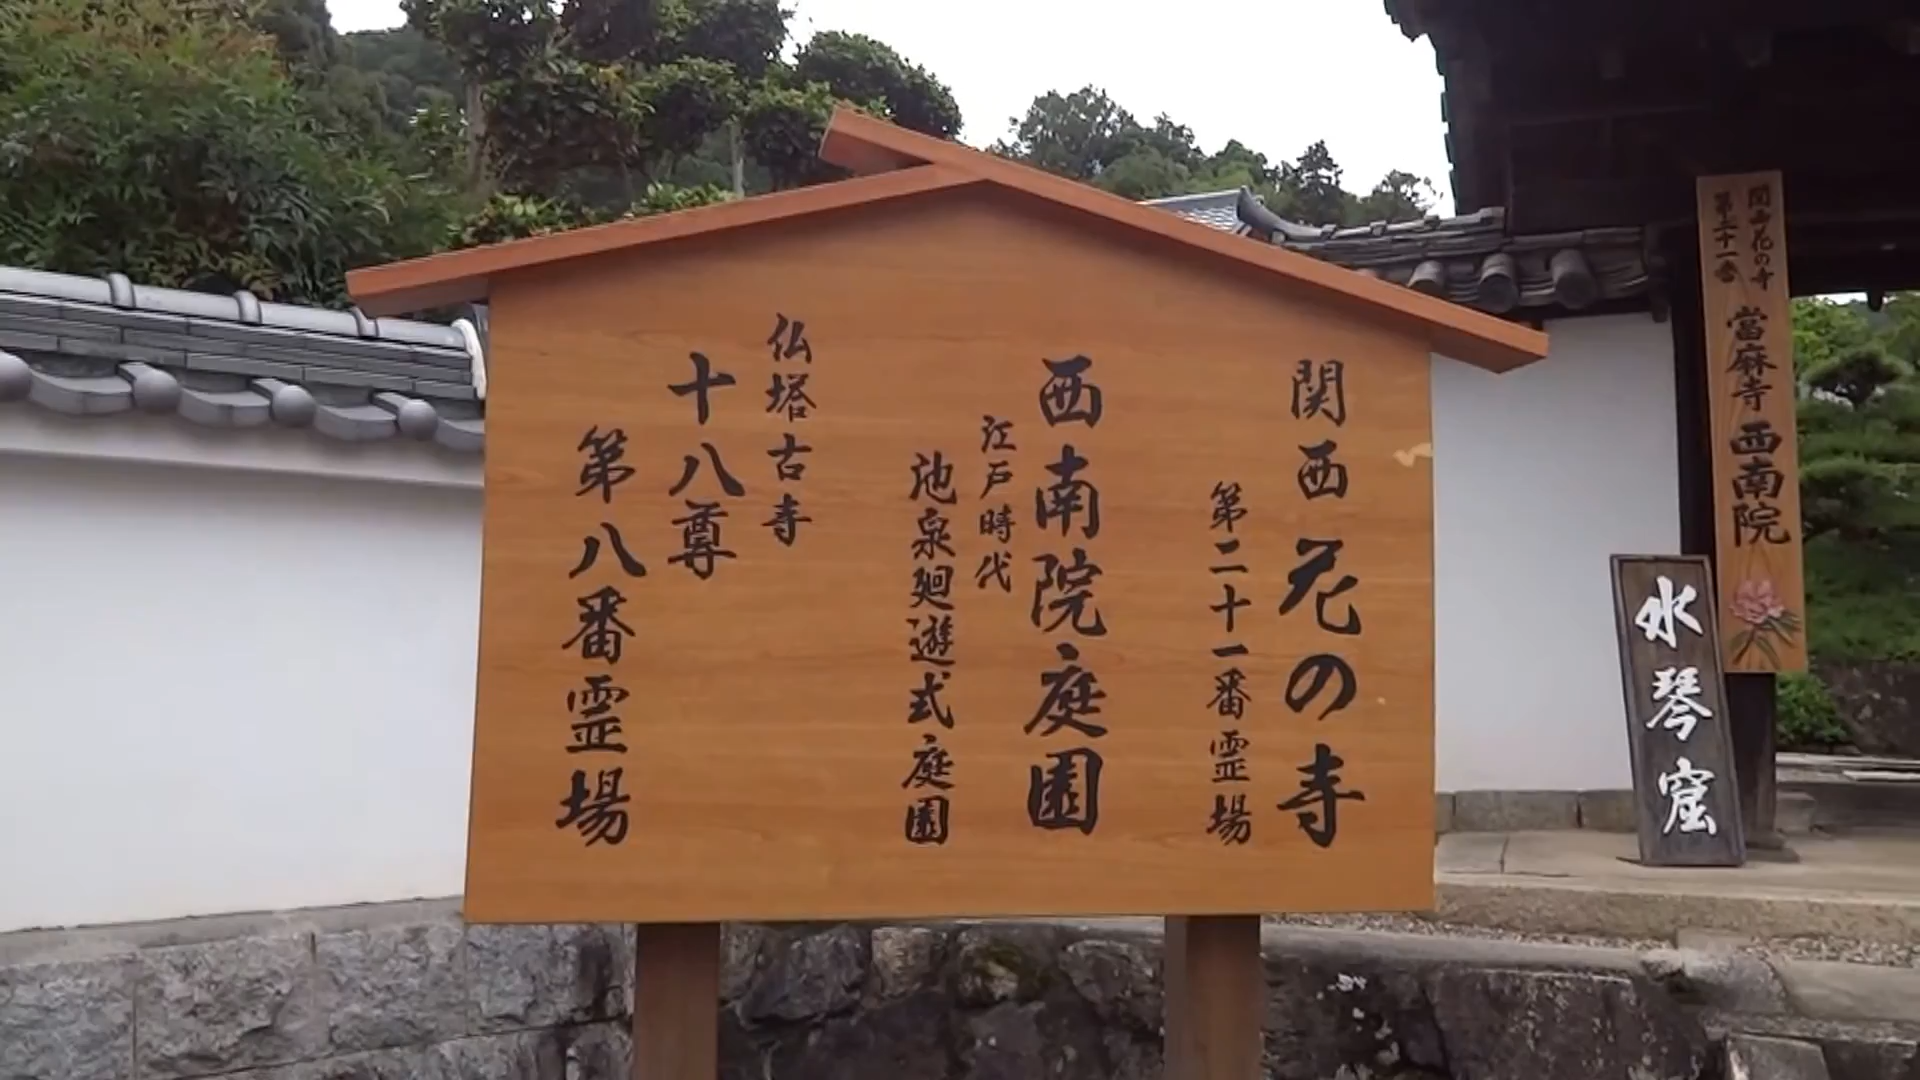 関西花の寺
第二十一番霊場
西南院庭園
江戸時代
池泉廻遊式庭園
仏塔古寺
十八尊
第八番霊場
関西花の寺
第二十一番
當麻寺 西南院
水琴窟